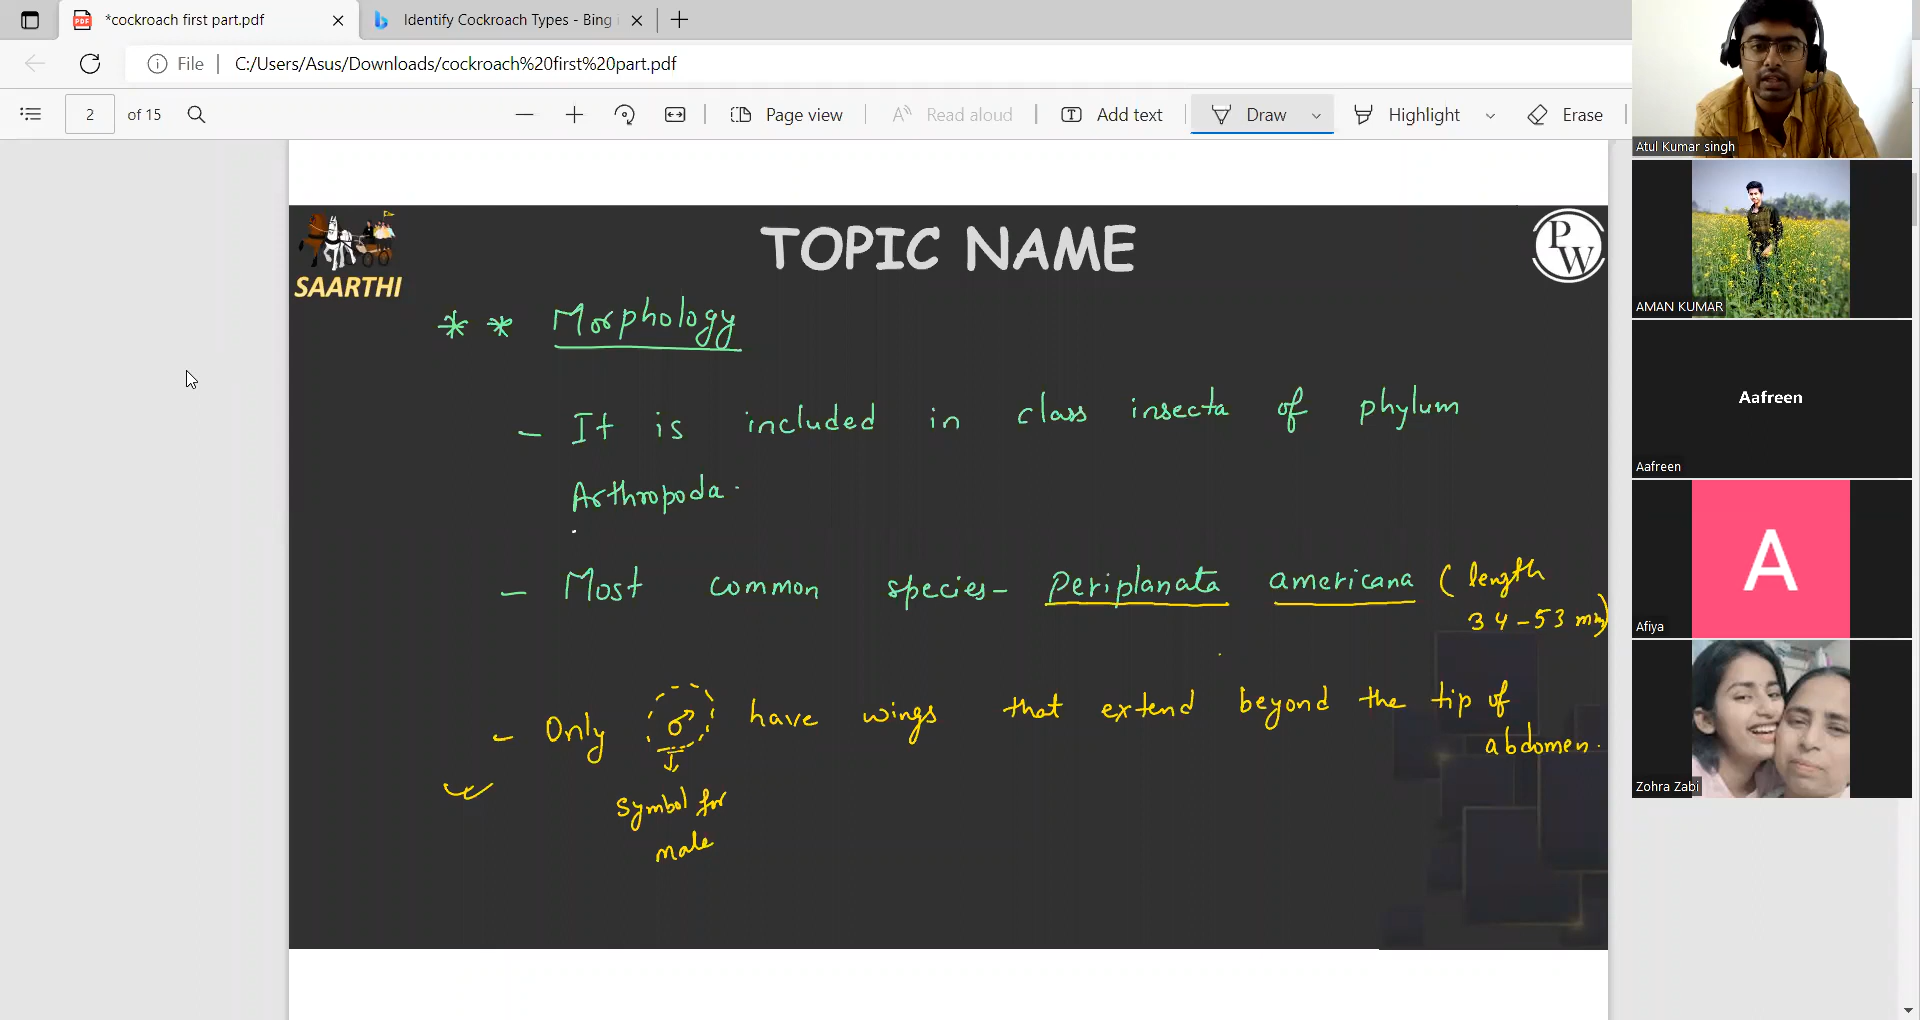 *cockroach first part.pdf
Identify Cockroach Types - Bing i
File
C:/Users/Asus/Downloads/cockroach%20first%20part.pdf
2 of 15
Page view
Read aloud
Add text
Draw
Highlight
Erase
SAARTHI
TOPIC NAME
PW
** Morphology
- It is included in class insecta of phylum
Arthropoda.
- Most common species- periplanata americana (length
34-53 mm)
- Only ♂ have wings that extend beyond the tip of
abdomen.
symbol for
male
Atul Kumar singh
AMAN KUMAR
Aafreen
Aafreen
A
Afiya
Zohra Zabi